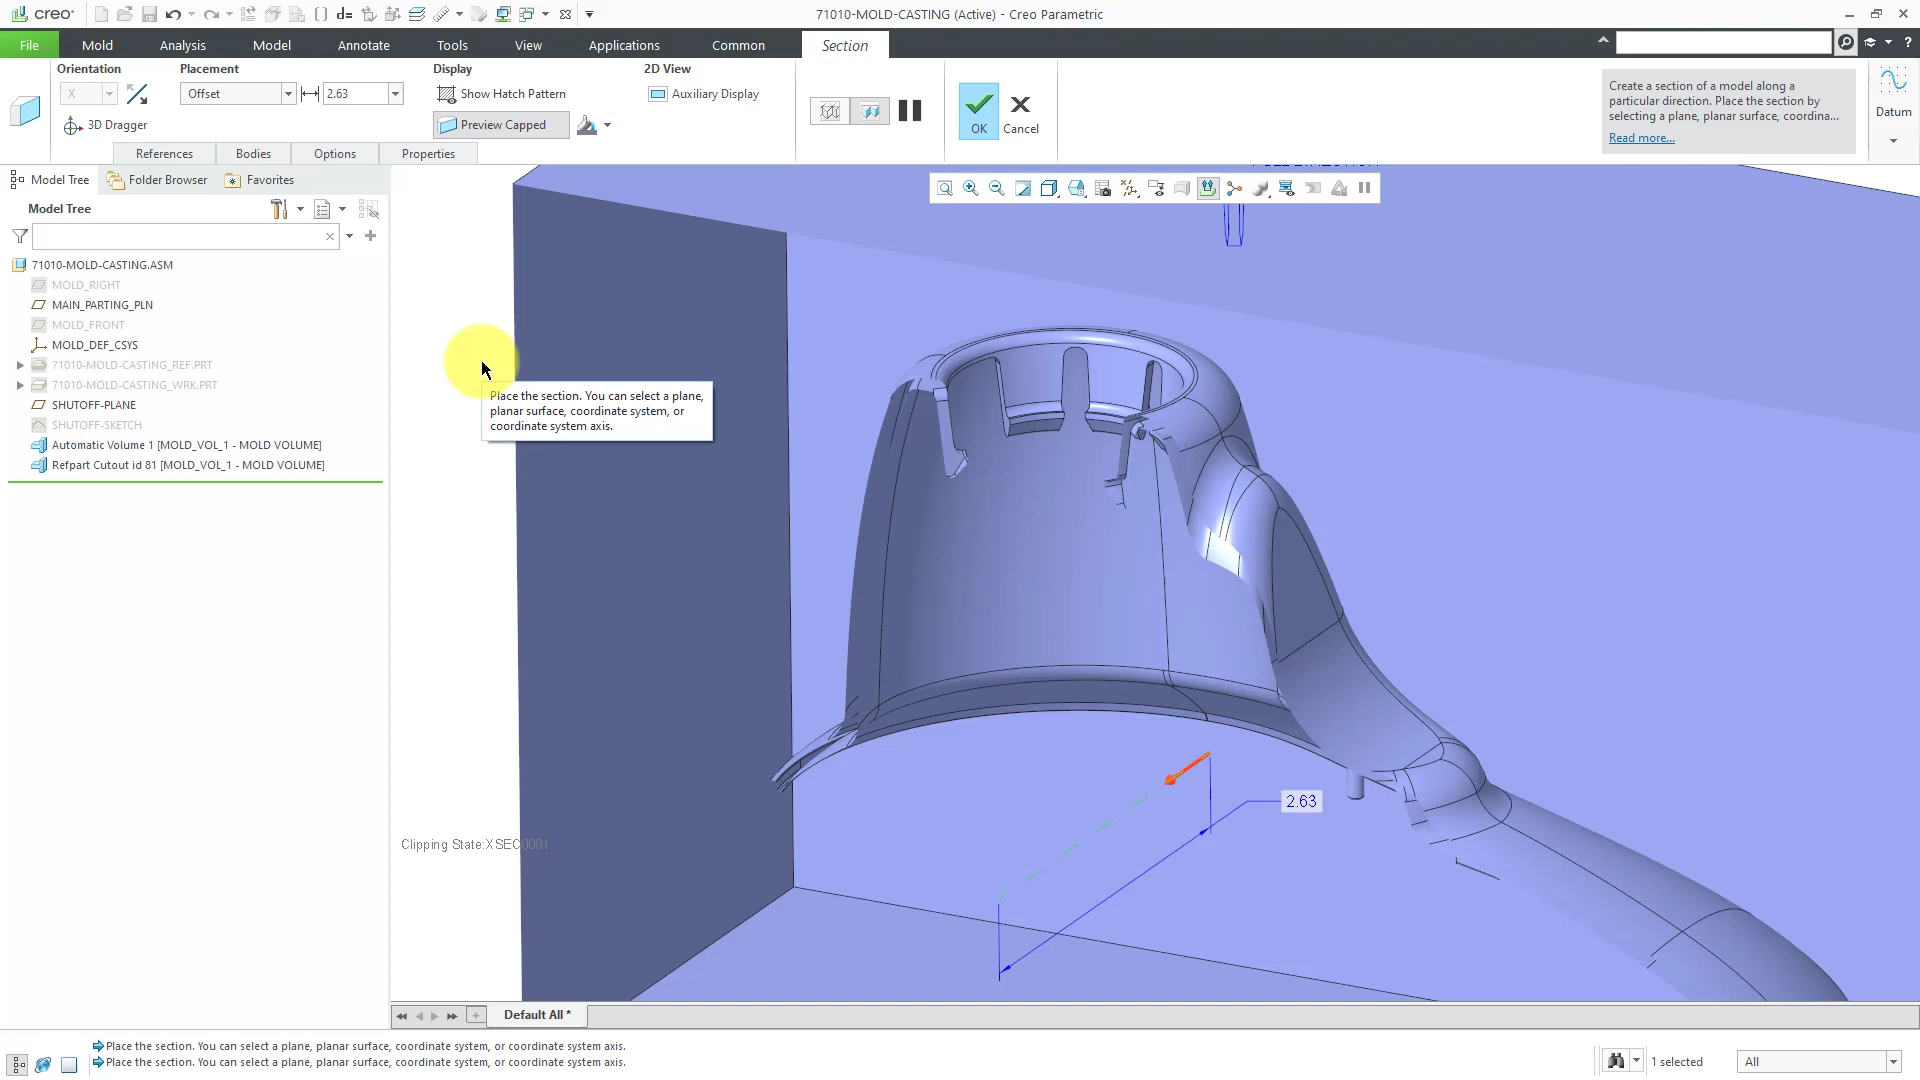 creo
71010-MOLD-CASTING (Active) - Creo Parametric
File
Mold
Analysis
Model
Annotate
Tools
View
Applications
Common
Section
Orientation
Placement
Display
2D View
X
Offset
2.63
Show Hatch Pattern
Auxiliary Display
3D Dragger
Preview Capped
OK
Cancel
Create a section of a model along a
particular direction. Place the section by
selecting a plane, planar surface, coordina...
Read more...
Datum
References
Bodies
Options
Properties
Model Tree
Folder Browser
Favorites
Model Tree
71010-MOLD-CASTING.ASM
MOLD_RIGHT
MAIN_PARTING_PLN
MOLD_FRONT
MOLD_DEF_CSYS
71010-MOLD-CASTING_REF.PRT
71010-MOLD-CASTING_WRK.PRT
SHUTOFF-PLANE
SHUTOFF-SKETCH
Automatic Volume 1 [MOLD_VOL_1 - MOLD VOLUME]
Refpart Cutout id 81 [MOLD_VOL_1 - MOLD VOLUME]
Place the section. You can select a plane,
planar surface, coordinate system, or
coordinate system axis.
2.63
Clipping State:XSEC0001
Default All *
Place the section. You can select a plane, planar surface, coordinate system, or coordinate system axis.
Place the section. You can select a plane, planar surface, coordinate system, or coordinate system axis.
1 selected
All